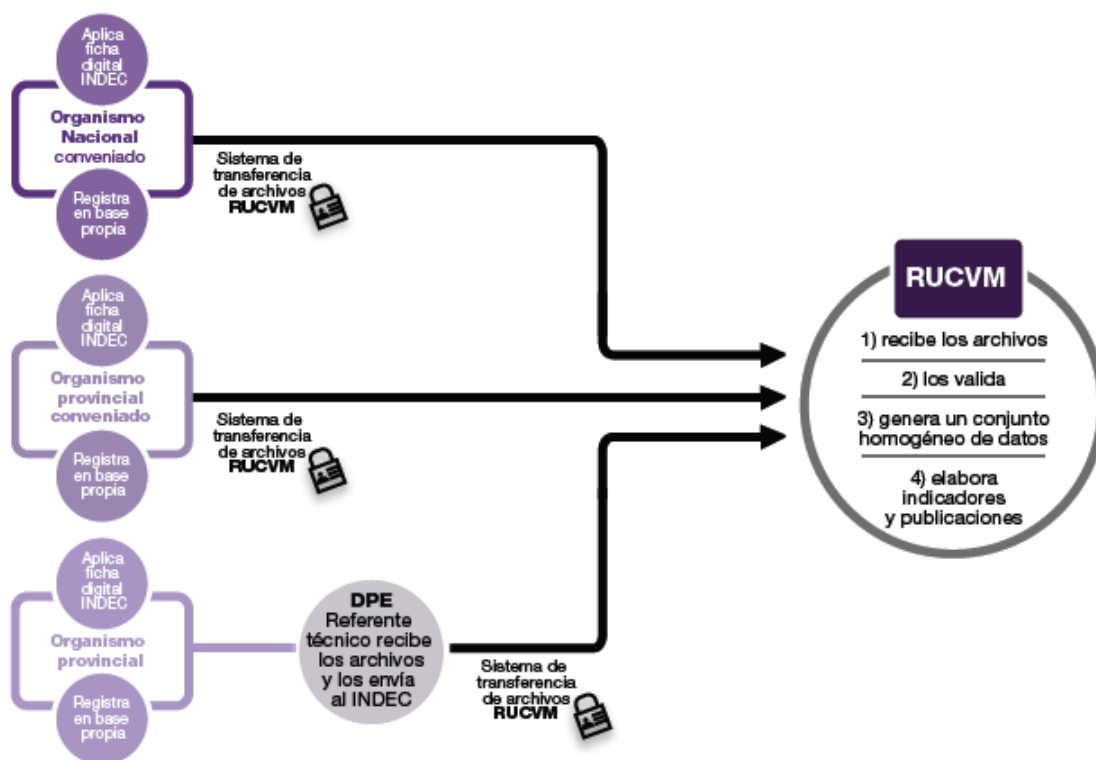 Aplica
ficha
digital
INDEC
Organismo
Nacional
conveniado
Registra
en base
propia
Sistema de
transferencia
de archivos
RUCVM
Aplica
ficha
digital
INDEC
Organismo
provincial
conveniado
Registra
en base
propia
Sistema de
transferencia
de archivos
RUCVM
Aplica
ficha
digital
INDEC
Organismo
provincial
Registra
en base
propia
DPE
Referente
técnico recibe
los archivos
y los envía
al INDEC
Sistema de
transferencia
de archivos
RUCVM
RUCVM
1) recibe los archivos
2) los valida
3) genera un conjunto
homogéneo de datos
4) elabora
indicadores
y publicaciones